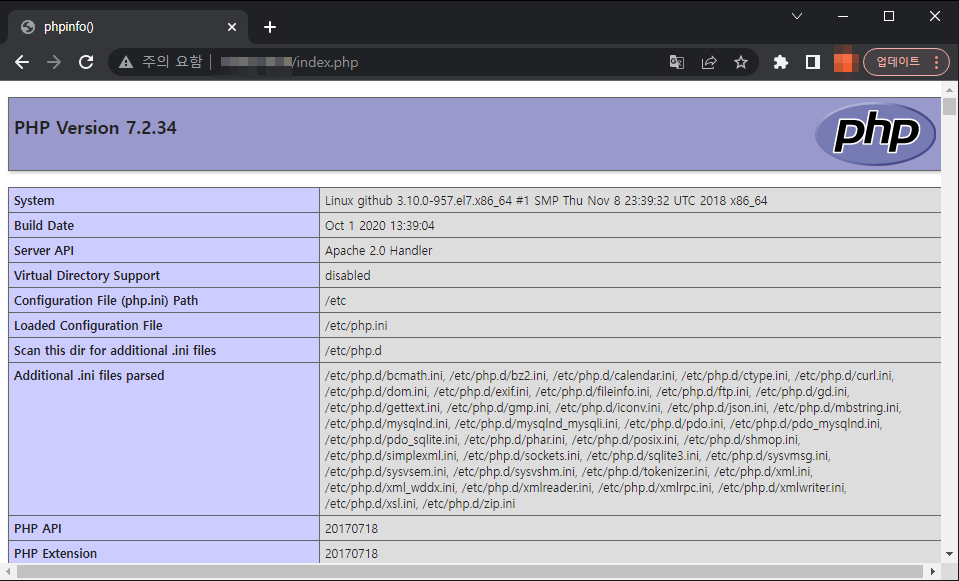 phpinfo()
주의 요함 | /index.php
업데이트
PHP Version 7.2.34
php
System Linux github 3.10.0-957.el7.x86_64 #1 SMP Thu Nov 8 23:39:32 UTC 2018 x86_64
Build Date Oct 1 2020 13:39:04
Server API Apache 2.0 Handler
Virtual Directory Support disabled
Configuration File (php.ini) Path /etc
Loaded Configuration File /etc/php.ini
Scan this dir for additional .ini files /etc/php.d
Additional .ini files parsed /etc/php.d/bcmath.ini, /etc/php.d/bz2.ini, /etc/php.d/calendar.ini, /etc/php.d/ctype.ini, /etc/php.d/curl.ini,
/etc/php.d/dom.ini, /etc/php.d/exif.ini, /etc/php.d/fileinfo.ini, /etc/php.d/ftp.ini, /etc/php.d/gd.ini,
/etc/php.d/gettext.ini, /etc/php.d/gmp.ini, /etc/php.d/iconv.ini, /etc/php.d/json.ini, /etc/php.d/mbstring.ini,
/etc/php.d/mysqlnd.ini, /etc/php.d/mysqlnd_mysqli.ini, /etc/php.d/pdo.ini, /etc/php.d/pdo_mysqlnd.ini,
/etc/php.d/pdo_sqlite.ini, /etc/php.d/phar.ini, /etc/php.d/posix.ini, /etc/php.d/shmop.ini,
/etc/php.d/simplexml.ini, /etc/php.d/sockets.ini, /etc/php.d/sqlite3.ini, /etc/php.d/sysvmsg.ini,
/etc/php.d/sysvsem.ini, /etc/php.d/sysvshm.ini, /etc/php.d/tokenizer.ini, /etc/php.d/xml.ini,
/etc/php.d/xml_wddx.ini, /etc/php.d/xmlreader.ini, /etc/php.d/xmlrpc.ini, /etc/php.d/xmlwriter.ini,
/etc/php.d/xsl.ini, /etc/php.d/zip.ini
PHP API 20170718
PHP Extension 20170718